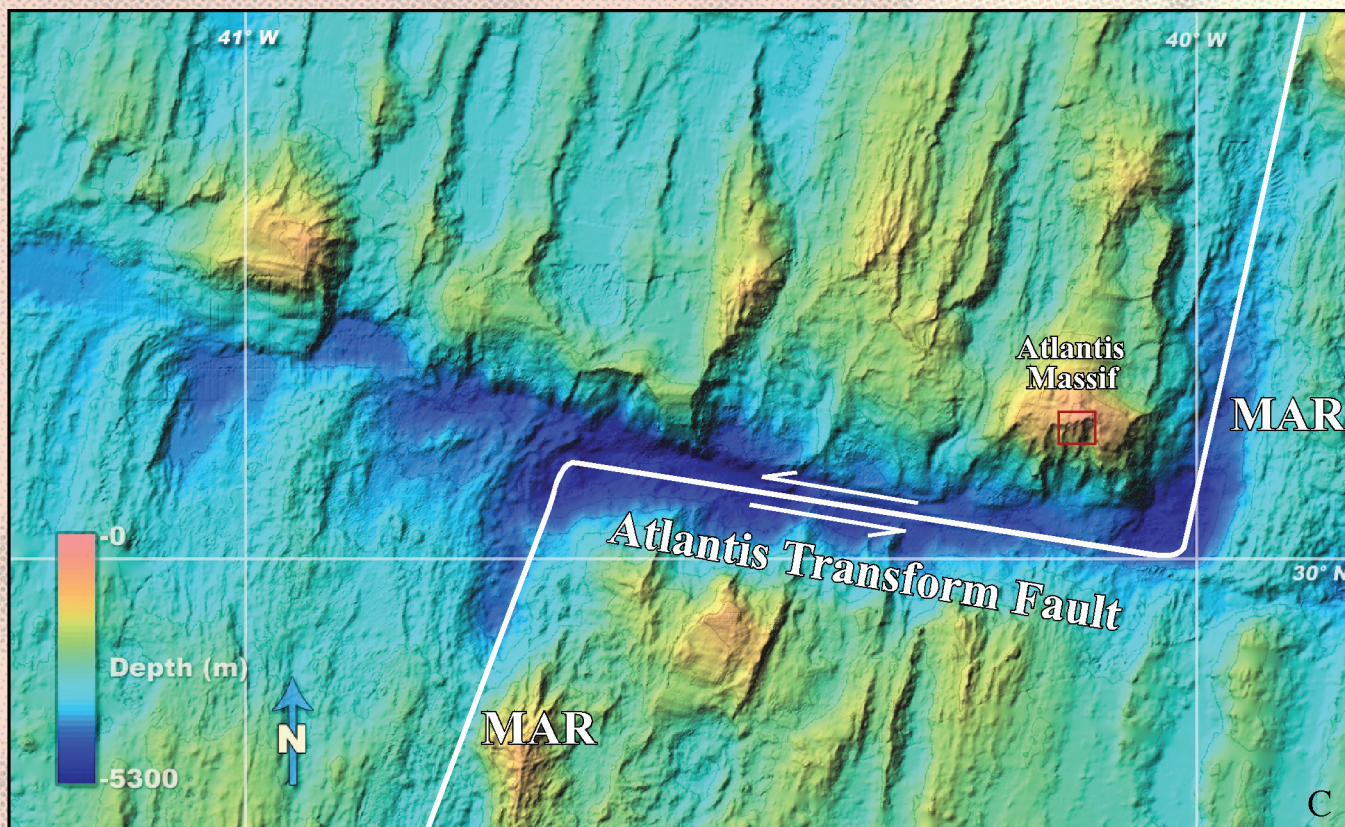 41° W
40° W
Atlantis
Massif
MAR
-0
Atlantis Transform Fault
30° N
Depth (m)
MAR
N
-5300
C